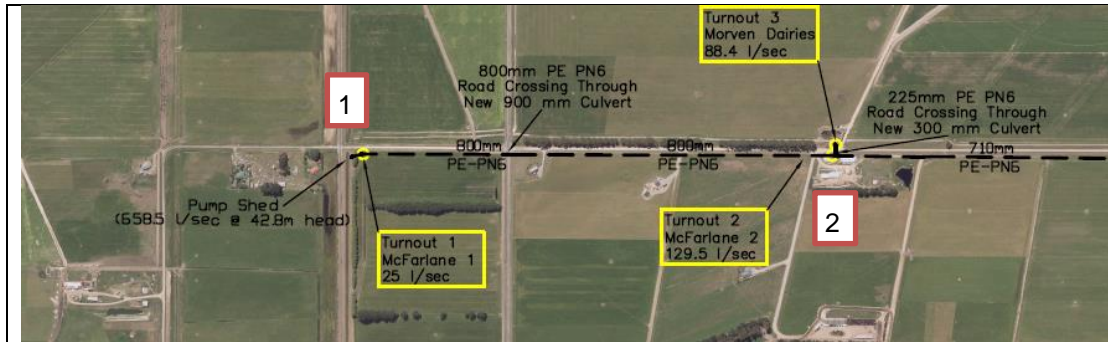 Turnout 3
Morven Dairies
88.4 l/sec
1
800mm PE PN6
Road Crossing Through
New 900 mm Culvert
225mm PE PN6
Road Crossing Through
New 300 mm Culvert
800mm
PE-PN6
800mm
PE-PN6
710mm
PE-PN6
Pump Shed
(658.5 l/sec @ 42.8m head)
Turnout 1
McFarlane 1
25 l/sec
Turnout 2
McFarlane 2
129.5 l/sec
2